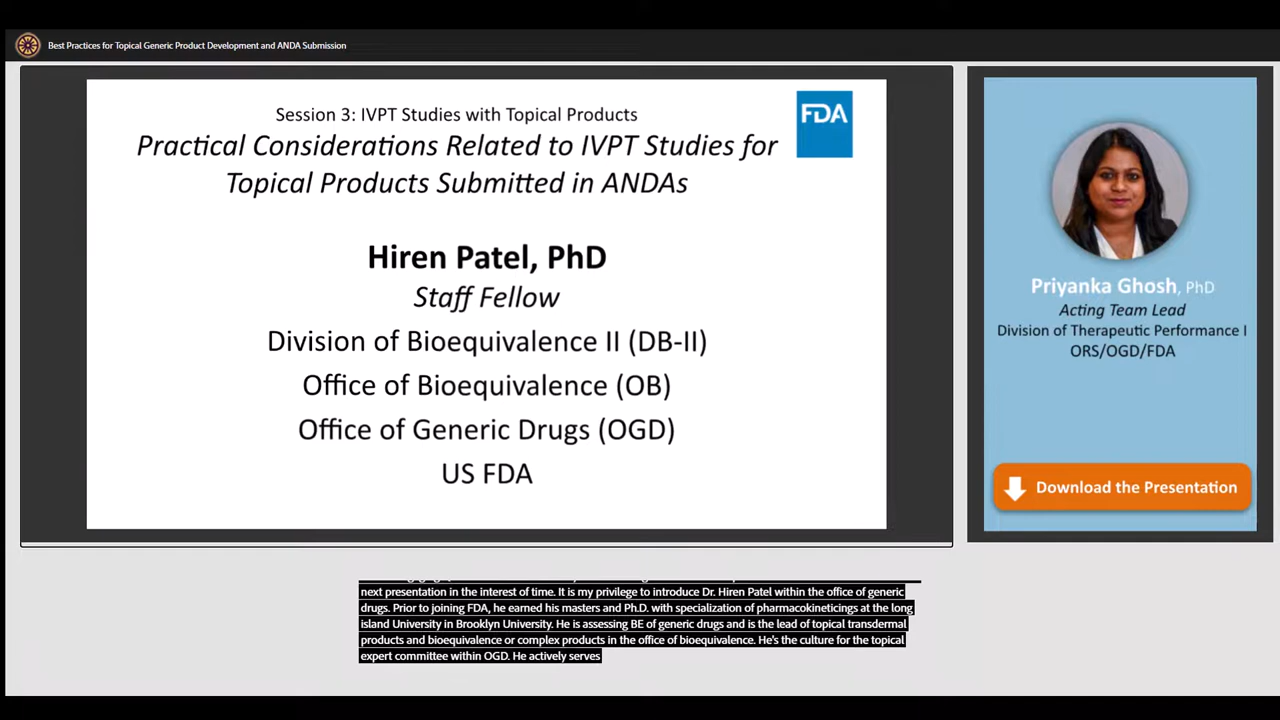 Best Practices for Topical Generic Product Development and ANDA Submission
Session 3: IVPT Studies with Topical Products
FDA
Practical Considerations Related to IVPT Studies for
Topical Products Submitted in ANDAs
Hiren Patel, PhD
Staff Fellow
Division of Bioequivalence II (DB-II)
Office of Bioequivalence (OB)
Office of Generic Drugs (OGD)
US FDA
Priyanka Ghosh, PhD
Acting Team Lead
Division of Therapeutic Performance I
ORS/OGD/FDA
Download the Presentation
next presentation in the interest of time. It is my privilege to introduce Dr. Hiren Patel within the office of generic
drugs. Prior to joining FDA, he earned his masters and Ph.D. with specialization of pharmacokineticings at the long
island University in Brooklyn University. He is assessing BE of generic drugs and is the lead of topical transdermal
products and bioequivalence or complex products in the office of bioequivalence. He's the culture for the topical
expert committee within OGD. He actively serves